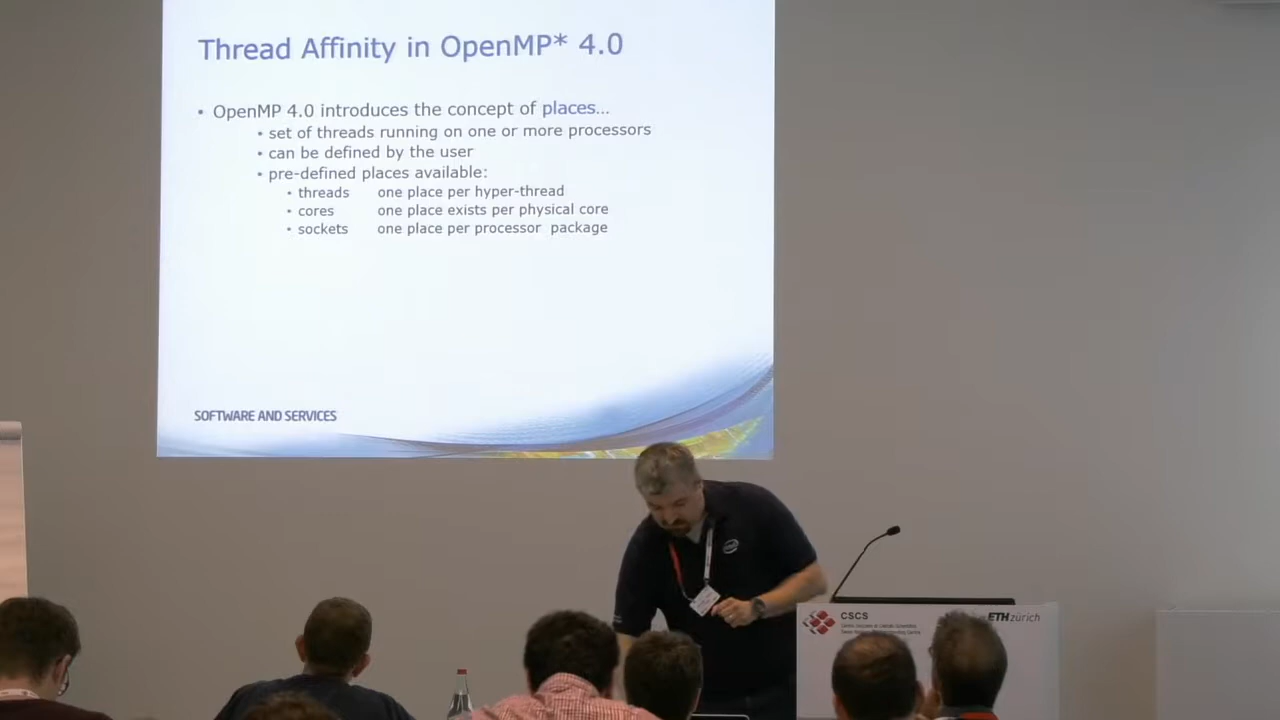 Thread Affinity in OpenMP* 4.0
• OpenMP 4.0 introduces the concept of places...
• set of threads running on one or more processors
• can be defined by the user
• pre-defined places available:
• threads one place per hyper-thread
• cores one place exists per physical core
• sockets one place per processor package
SOFTWARE AND SERVICES
CSCS
ETH zürich